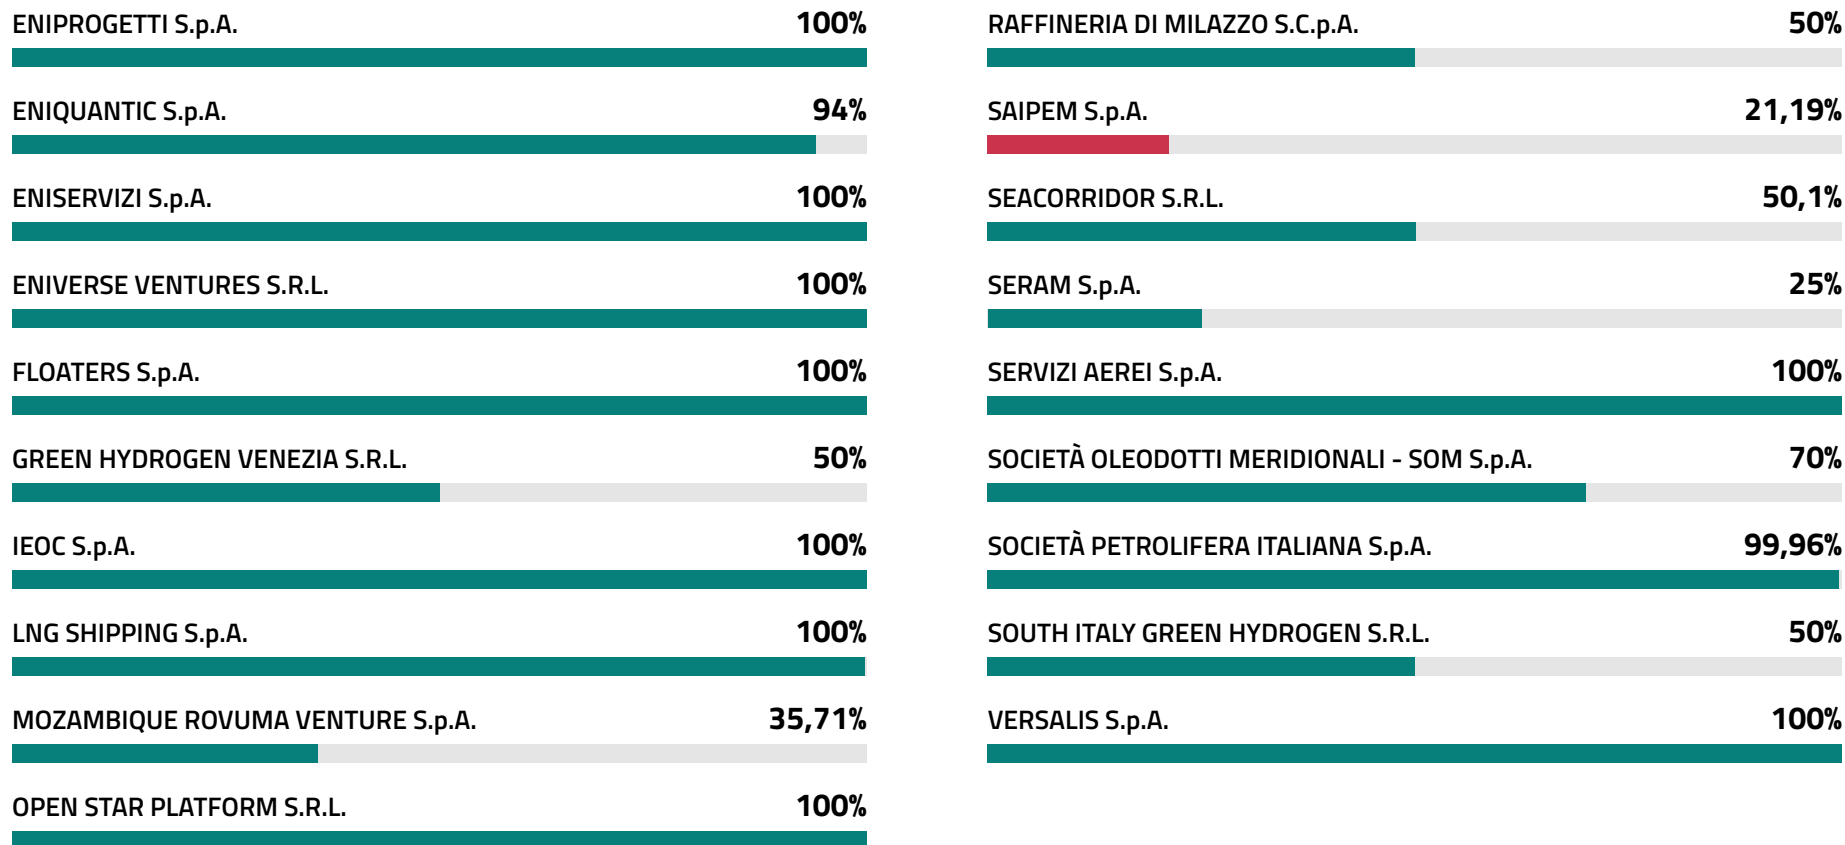 ENIPROGETTI S.p.A. 100%
ENIQUANTIC S.p.A. 94%
ENISERVIZI S.p.A. 100%
ENIVERSE VENTURES S.R.L. 100%
FLOATERS S.p.A. 100%
GREEN HYDROGEN VENEZIA S.R.L. 50%
IEOC S.p.A. 100%
LNG SHIPPING S.p.A. 100%
MOZAMBIQUE ROVUMA VENTURE S.p.A. 35,71%
OPEN STAR PLATFORM S.R.L. 100%
RAFFINERIA DI MILAZZO S.C.p.A. 50%
SAIPEM S.p.A. 21,19%
SEACORRIDOR S.R.L. 50,1%
SERAM S.p.A. 25%
SERVIZI AEREI S.p.A. 100%
SOCIETÀ OLEODOTTI MERIDIONALI - SOM S.p.A. 70%
SOCIETÀ PETROLIFERA ITALIANA S.p.A. 99,96%
SOUTH ITALY GREEN HYDROGEN S.R.L. 50%
VERSALIS S.p.A. 100%